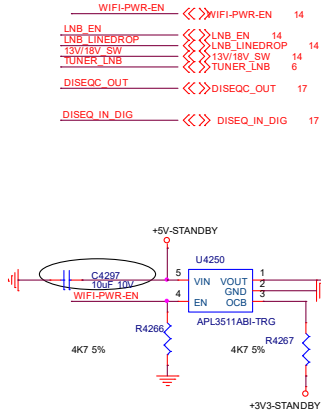 WIFI-PWR-EN WIFI-PWR-EN 14
LNB_EN LNB_EN 14
LNB_LINEDROP LNB_LINEDROP 14
13V/18V_SW 13V/18V_SW 14
TUNER_LNB TUNER_LNB 6
DISEQC_OUT DISEQC_OUT 17
DISEQ_IN_DIG DISEQ_IN_DIG 17
+5V-STANDBY
U4250
C4297
10uF 10V
5 VIN VOUT 1
GND 2
WIFI-PWR-EN 4 EN OCB 3
APL3511ABI-TRG
R4266
R4267
4K7 5% 4K7 5%
+3V3-STANDBY